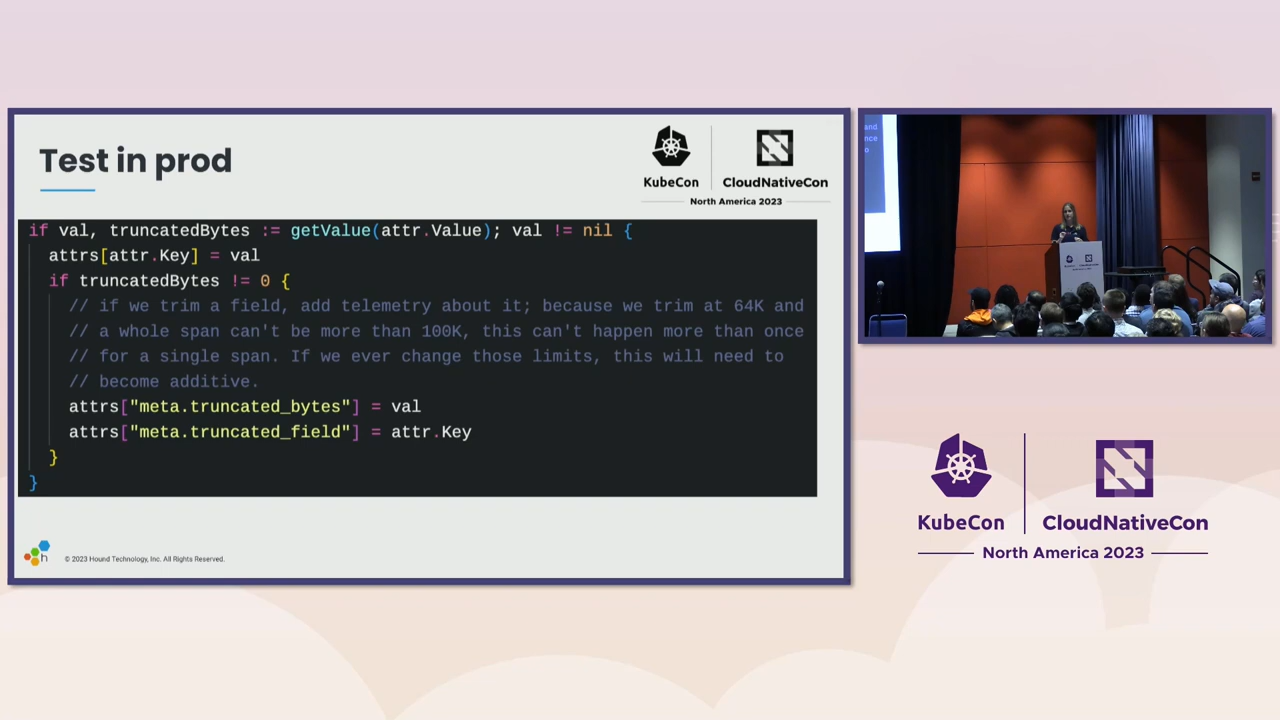 Test in prod
KubeCon
CloudNativeCon
North America 2023
if val, truncatedBytes := getValue(attr.Value); val != nil {
attrs[attr.Key] = val
if truncatedBytes != 0 {
// if we trim a field, add telemetry about it; because we trim at 64K and
// a whole span can't be more than 100K, this can't happen more than once
// for a single span. If we ever change those limits, this will need to
// become additive.
attrs["meta.truncated_bytes"] = val
attrs["meta.truncated_field"] = attr.Key
}
}
h
© 2023 Hound Technology, Inc. All Rights Reserved.
and
nce
o
KubeCon
CloudNativeCon
North America 2023